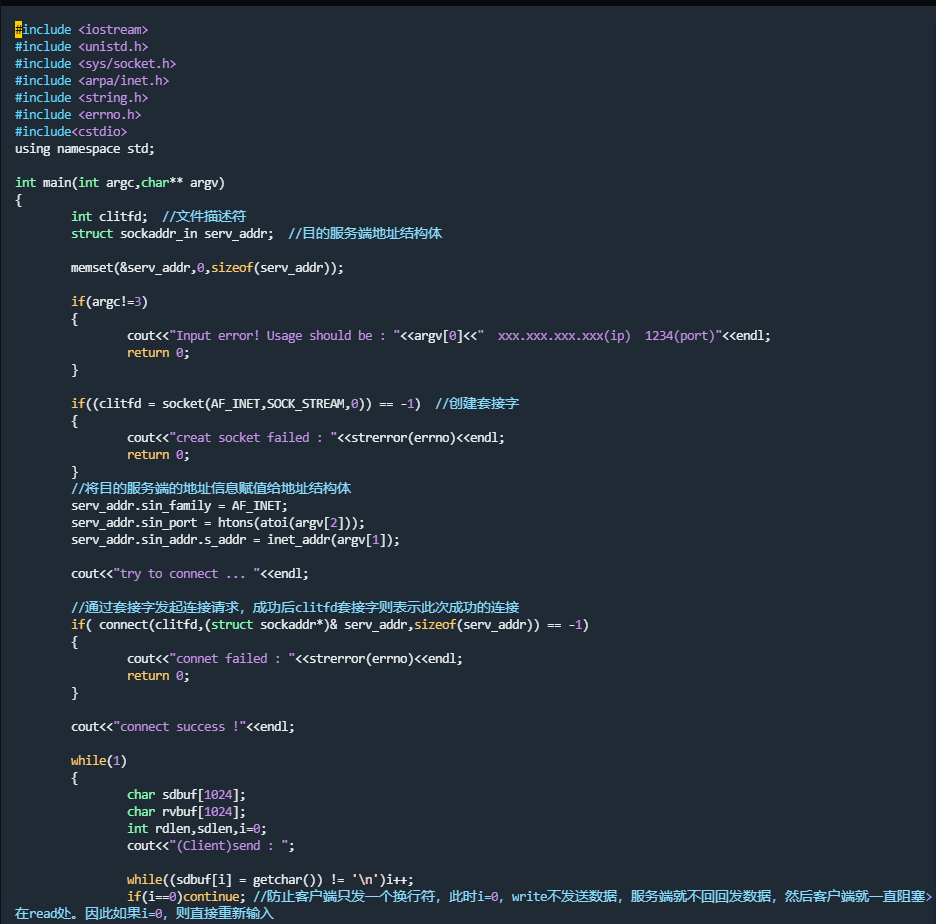 #include <iostream>
#include <unistd.h>
#include <sys/socket.h>
#include <arpa/inet.h>
#include <string.h>
#include <errno.h>
#include<cstdio>
using namespace std;

int main(int argc,char** argv)
{
        int clitfd;  //文件描述符
        struct sockaddr_in serv_addr;  //目的服务端地址结构体

        memset(&serv_addr,0,sizeof(serv_addr));

        if(argc!=3)
        {
                cout<<"Input error! Usage should be : "<<argv[0]<<"  xxx.xxx.xxx.xxx(ip)  1234(port)"<<endl;
                return 0;
        }

        if((clitfd = socket(AF_INET,SOCK_STREAM,0)) == -1)  //创建套接字
        {
                cout<<"creat socket failed : "<<strerror(errno)<<endl;
                return 0;
        }
        //将目的服务端的地址信息赋值给地址结构体
        serv_addr.sin_family = AF_INET;
        serv_addr.sin_port = htons(atoi(argv[2]));
        serv_addr.sin_addr.s_addr = inet_addr(argv[1]);

        cout<<"try to connect ... "<<endl;

        //通过套接字发起连接请求，成功后clitfd套接字则表示此次成功的连接
        if( connect(clitfd,(struct sockaddr*)& serv_addr,sizeof(serv_addr)) == -1)
        {
                cout<<"connet failed : "<<strerror(errno)<<endl;
                return 0;
        }

        cout<<"connect success !"<<endl;

        while(1)
        {
                char sdbuf[1024];
                char rvbuf[1024];
                int rdlen,sdlen,i=0;
                cout<<"(Client)send : ";

                while((sdbuf[i] = getchar()) != '\n')i++;
                if(i==0)continue; //防止客户端只发一个换行符，此时i=0，write不发送数据，服务端就不回回发数据，然后客户端就一直阻塞>
在read处。因此如果i=0，则直接重新输入